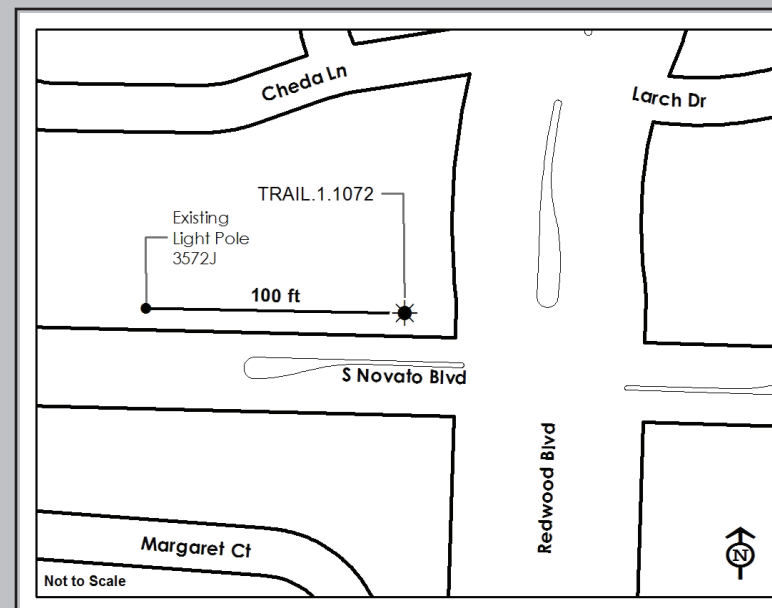 Cheda Ln
Larch Dr
TRAIL.1.1072
Existing
Light Pole
3572J
100 ft
S Novato Blvd
Redwood Blvd
Margaret Ct
N
Not to Scale